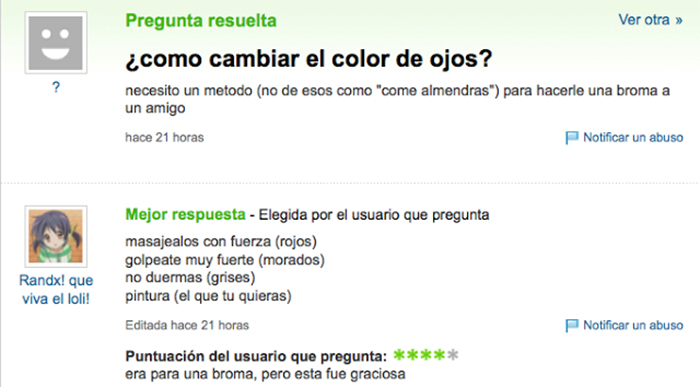 Pregunta resuelta
Ver otra »
¿como cambiar el color de ojos?
necesito un metodo (no de esos como "come almendras") para hacerle una broma a
un amigo
?
hace 21 horas
Notificar un abuso
Mejor respuesta - Elegida por el usuario que pregunta
masajealos con fuerza (rojos)
golpeate muy fuerte (morados)
no duermas (grises)
pintura (el que tu quieras)
Randx! que
viva el loli!
Editada hace 21 horas
Notificar un abuso
Puntuación del usuario que pregunta:
era para una broma, pero esta fue graciosa